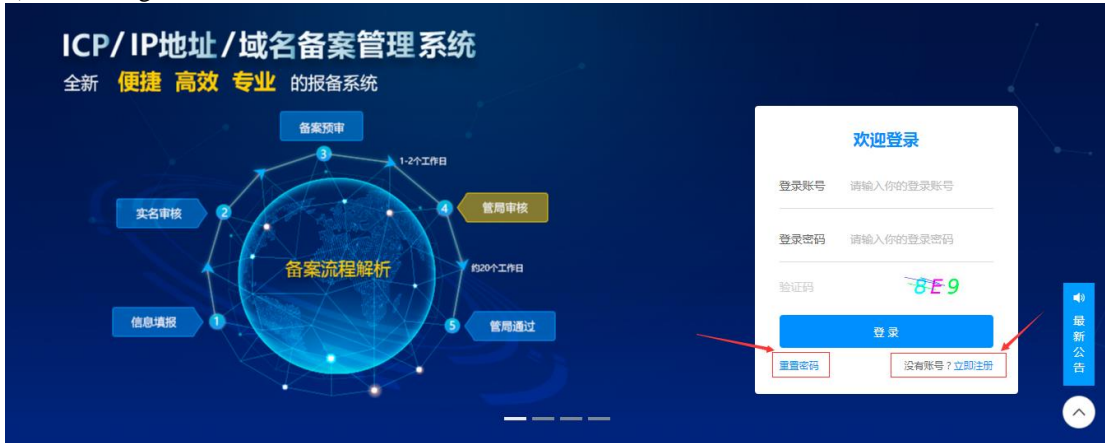 ICP/IP地址/域名备案管理系统
全新 便捷 高效 专业 的报备系统
备案预审
3
1-2个工作日
实名审核
2
4
管局审核
备案流程解析
约20个工作日
信息填报
1
5
管局通过
欢迎登录
登录账号 请输入你的登录账号
登录密码 请输入你的登录密码
验证码 8E9
登录
重置密码 没有账号？立即注册
最新公告